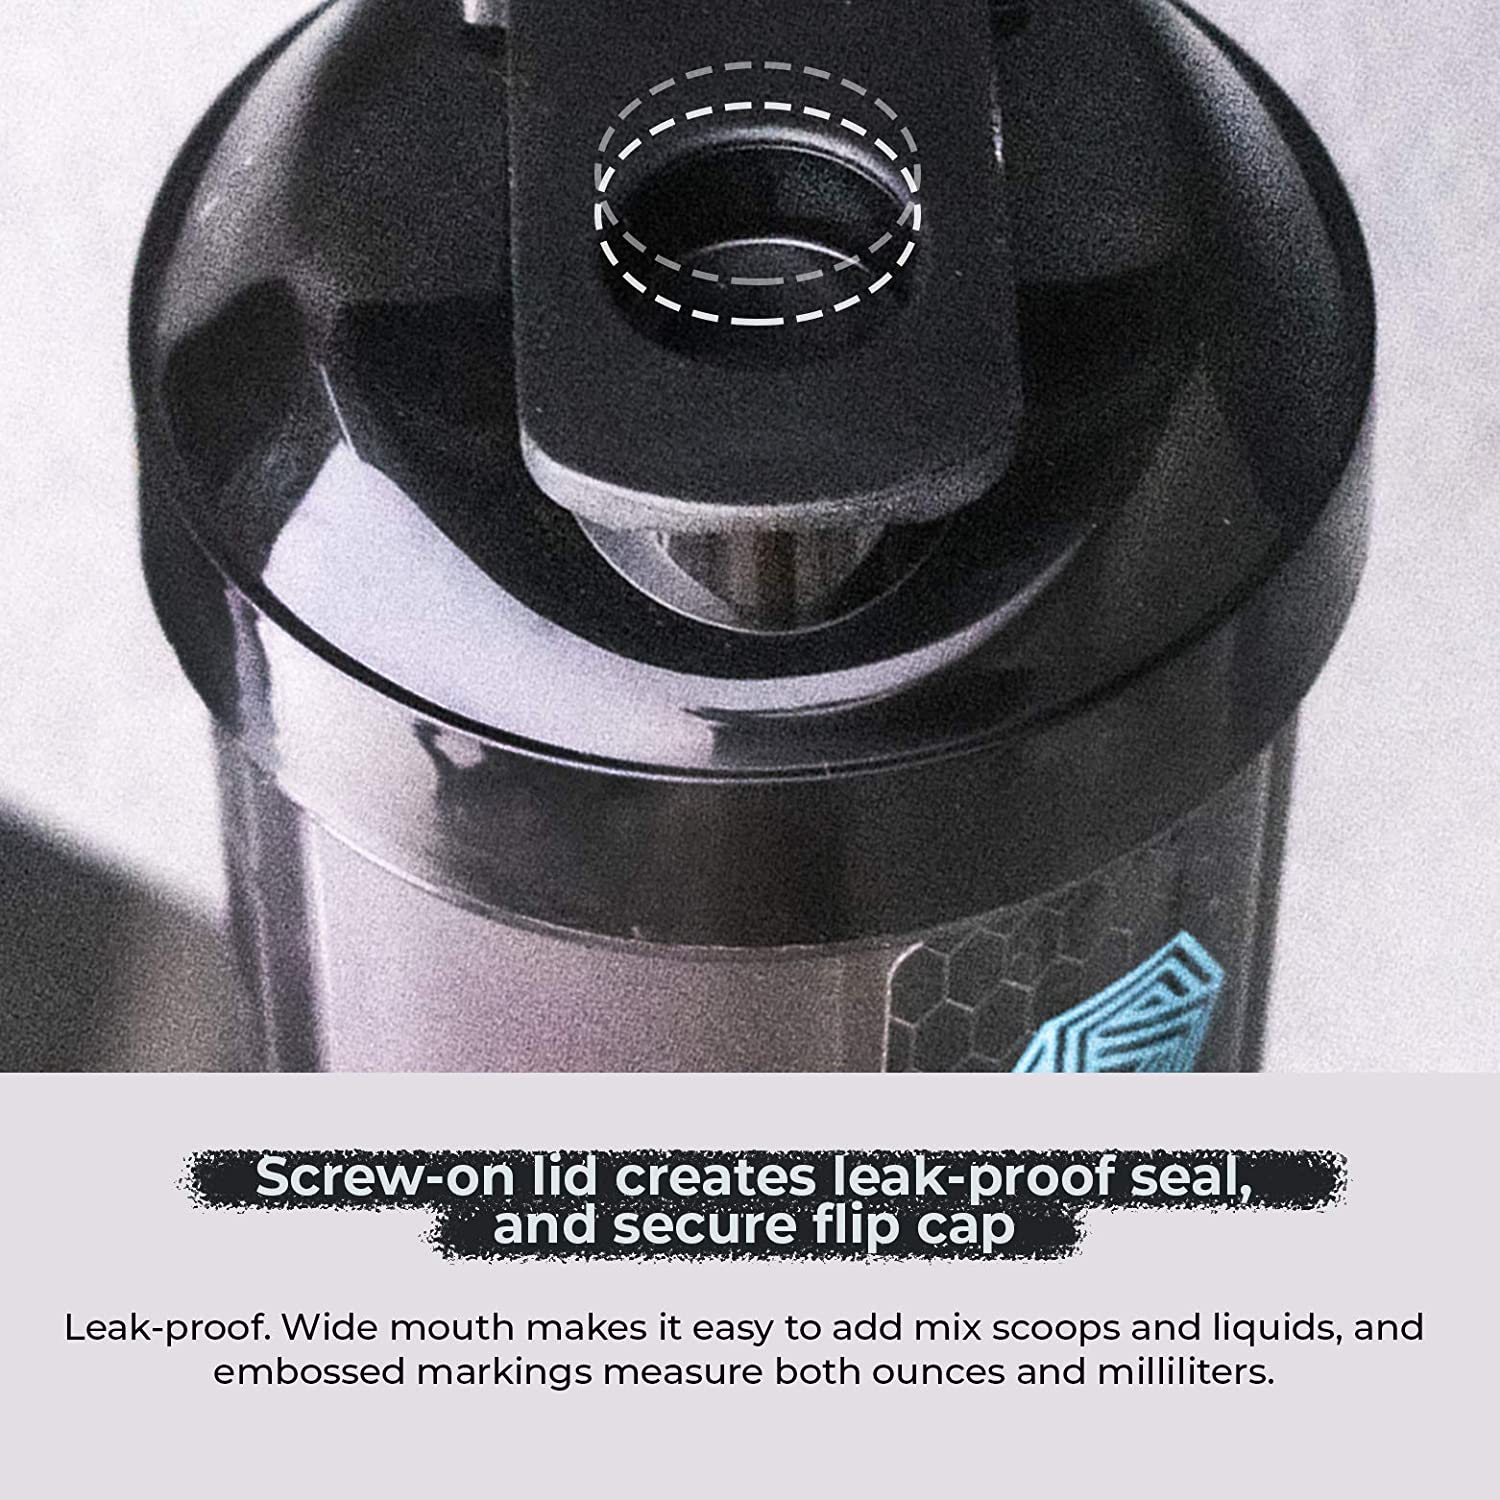 Screw-on lid creates leak-proof seal,
and secure flip cap
Leak-proof. Wide mouth makes it easy to add mix scoops and liquids, and
embossed markings measure both ounces and milliliters.